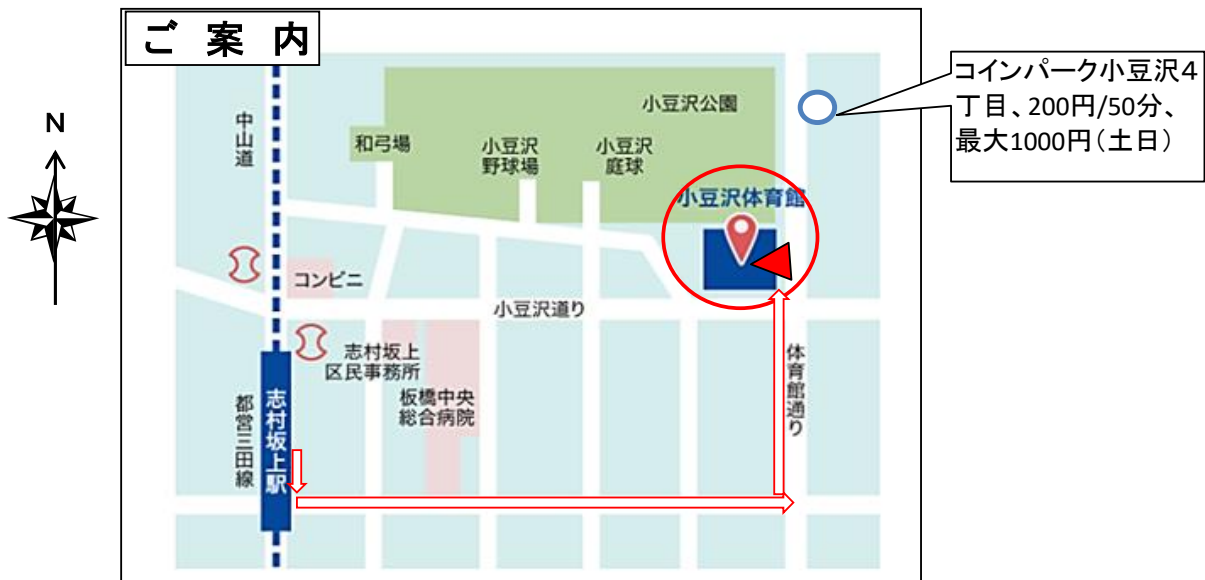 ご 案 内
コインパーク小豆沢4
丁目、200円/50分、
最大1000円(土日)
N
中山道
小豆沢公園
和弓場
小豆沢
野球場
小豆沢
庭球
小豆沢体育館
コンビニ
小豆沢道り
志村坂上
区民事務所
板橋中央
総合病院
体育館通り
都営三田線
志村坂上駅